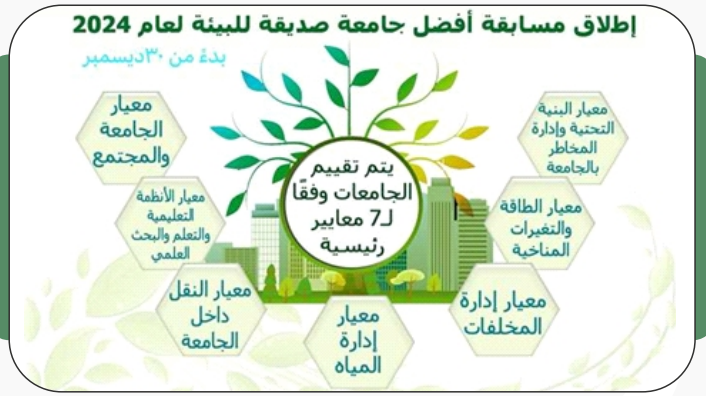 إطلاق مسابقة أفضل جامعة صديقة للبيئة لعام 2024
بدءً من ٣٠ديسمبر
معيار البنية
التحتية وإدارة
المخاطر
بالجامعة
معيار الطاقة
والتغيرات
المناخية
معيار إدارة
المخلفات
معيار
إدارة
المياه
معيار النقل
داخل
الجامعة
معيار الأنظمة
التعليمية
والتعلم والبحث
العلمي
معيار
الجامعة
والمجتمع
يتم تقييم
الجامعات وفقًا
لـ7 معايير
رئيسية